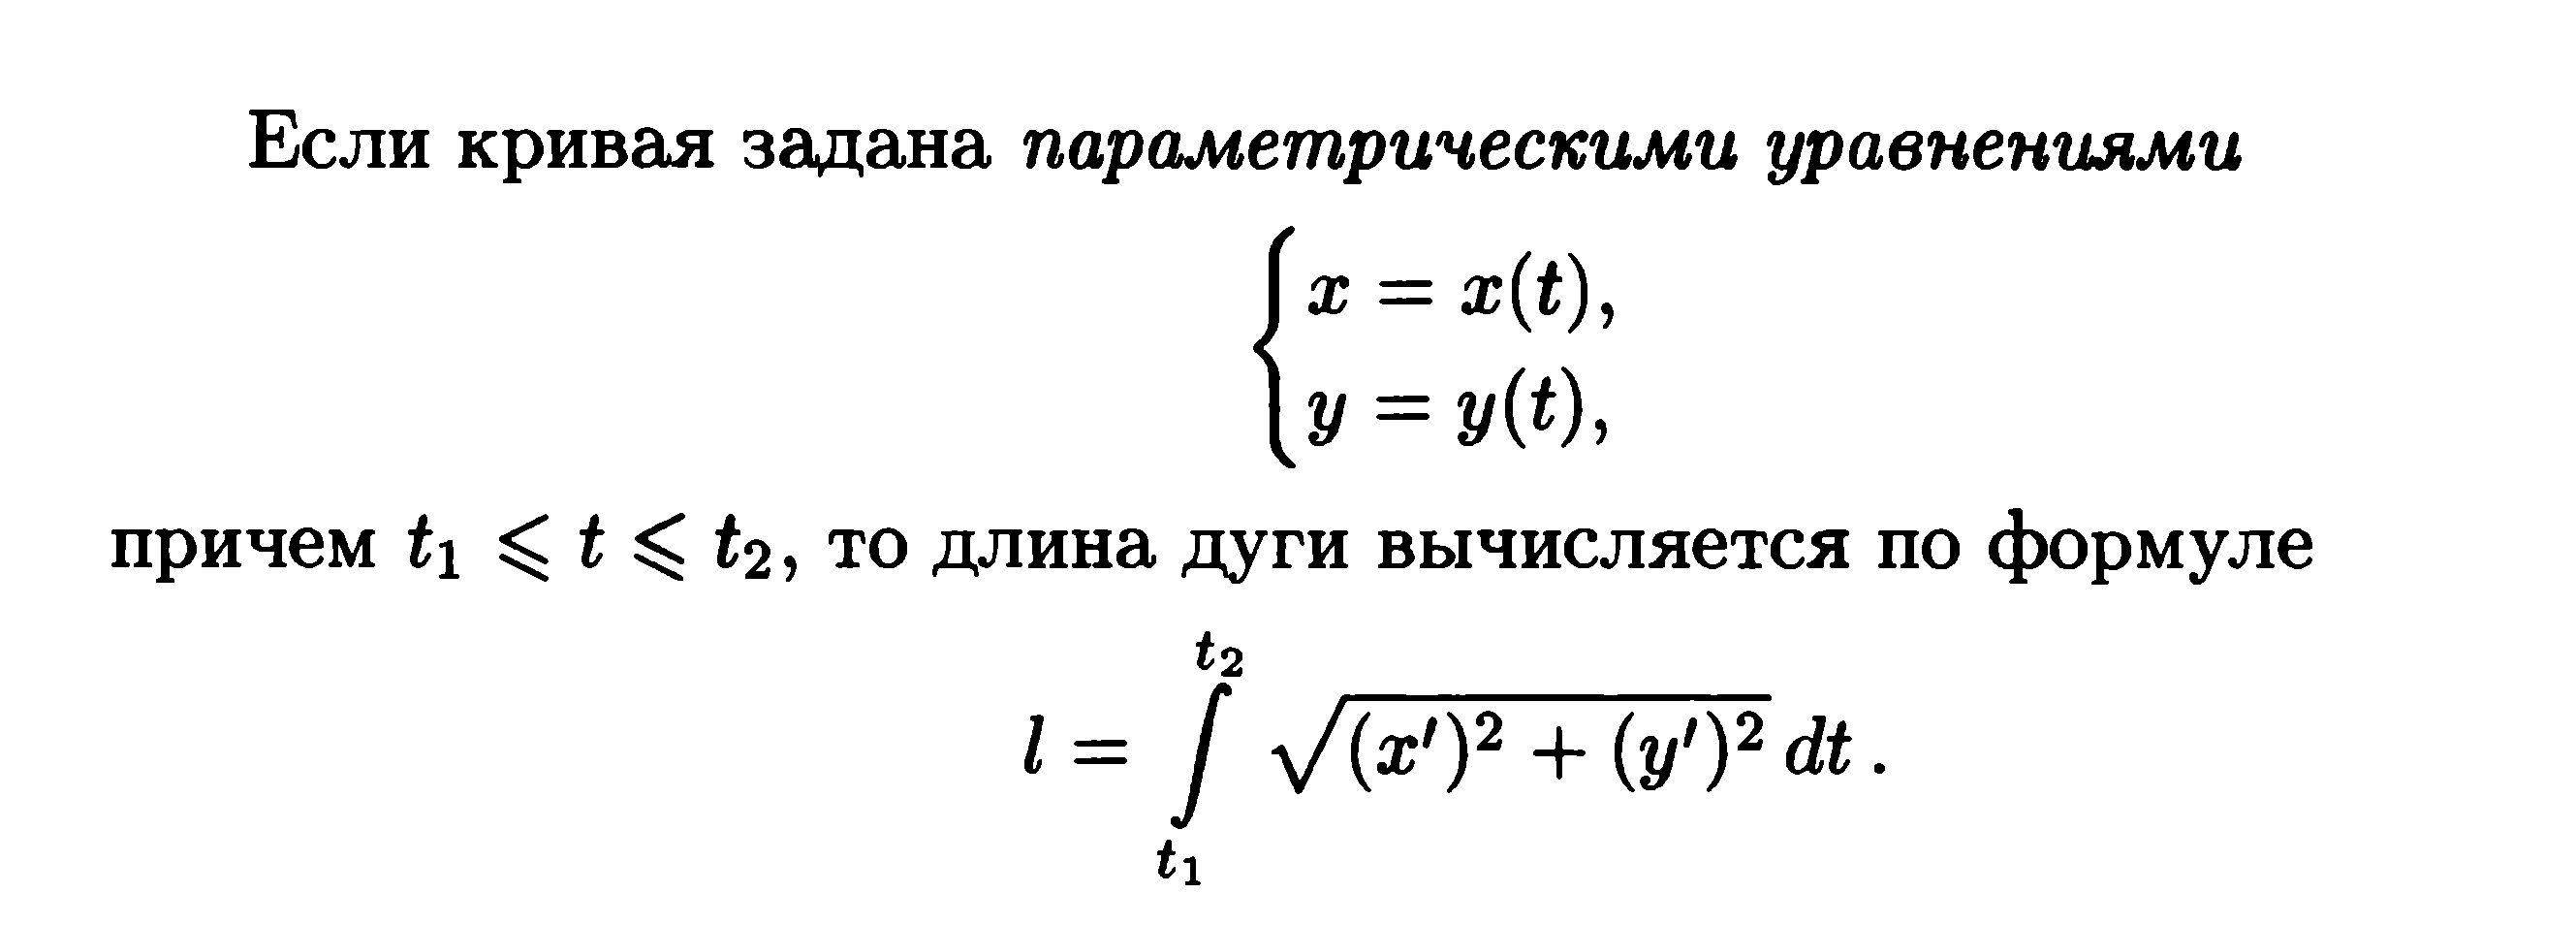 Если кривая задана параметрическими уравнениями
x = x(t),
y = y(t),
причем t₁ ⩽ t ⩽ t₂, то длина дуги вычисляется по формуле
l = ∫_{t₁}^{t₂} √((x′)² + (y′)²) dt .